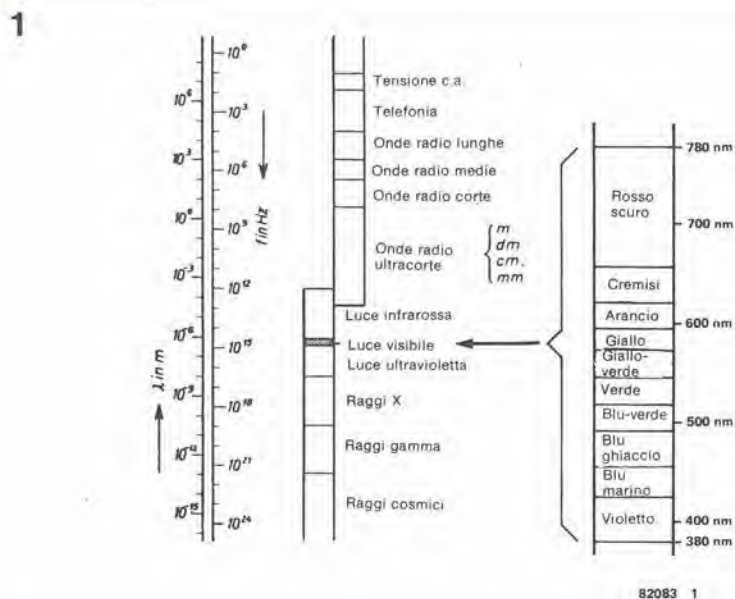 1
10⁶
10³
10⁰
10⁻³
10⁻⁶
10⁻⁹
10⁻¹²
10⁻¹⁵
λ in m
10⁰
10³
10⁶
10⁹
10¹²
10¹⁵
10¹⁸
10²¹
10²⁴
f in Hz
Tensione c.a.
Telefonia
Onde radio lunghe
Onde radio medie
Onde radio corte
Onde radio
ultracorte
m
dm
cm.
mm
Luce infrarossa
Luce visibile
Luce ultravioletta
Raggi X
Raggi gamma
Raggi cosmici
Rosso
scuro
Cremisi
Arancio
Giallo
Giallo-
verde
Verde
Blu-verde
Blu
ghiaccio
Blu
marino
Violetto
780 nm
700 nm
600 nm
500 nm
400 nm
380 nm
82083 1